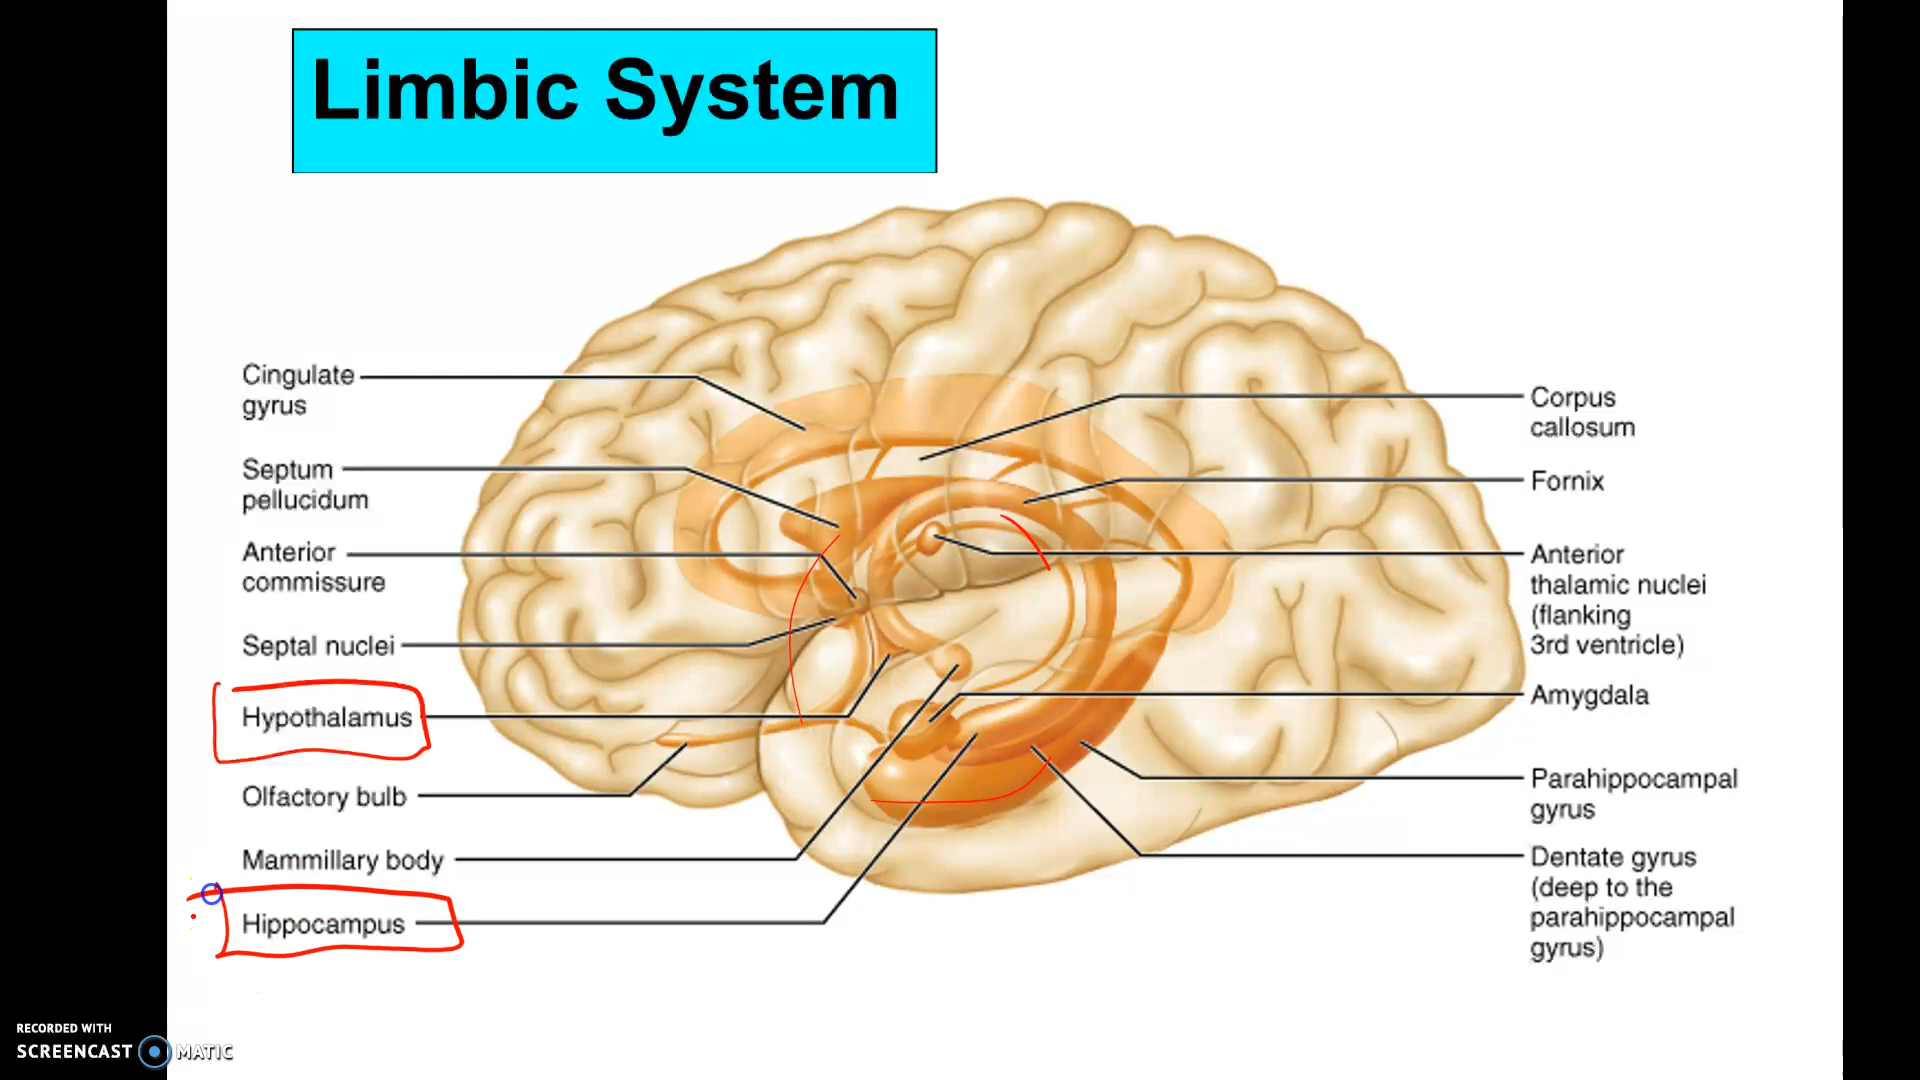 Limbic System
Cingulate
gyrus
Septum
pellucidum
Anterior
commissure
Septal nuclei
Hypothalamus
Olfactory bulb
Mammillary body
Hippocampus
Corpus
callosum
Fornix
Anterior
thalamic nuclei
(flanking
3rd ventricle)
Amygdala
Parahippocampal
gyrus
Dentate gyrus
(deep to the
parahippocampal
gyrus)
RECORDED WITH
SCREENCAST MATIC